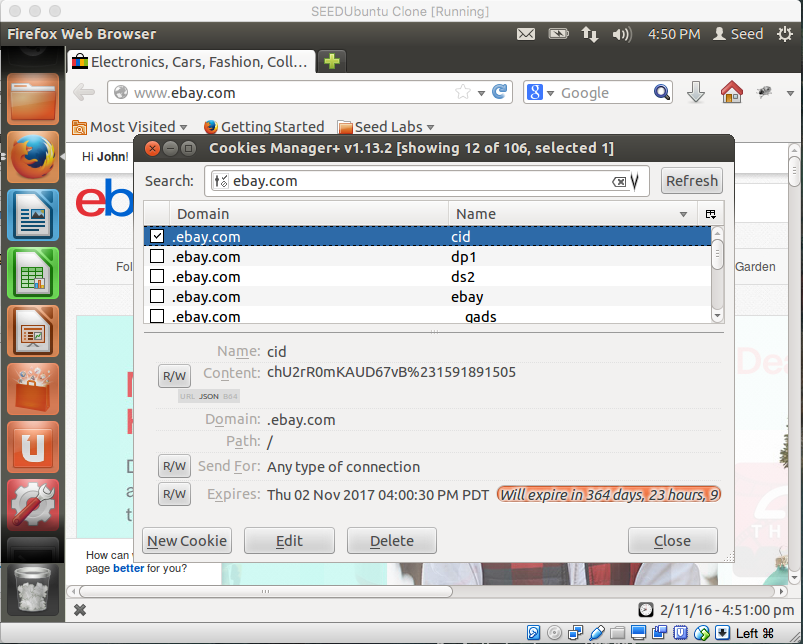 SEEDUbuntu Clone [Running]
Firefox Web Browser 4:50 PM Seed
Electronics, Cars, Fashion, Coll...
www.ebay.com Google
Most Visited Getting Started Seed Labs
Hi John!
Cookies Manager+ v1.13.2 [showing 12 of 106, selected 1]
Search: ebay.com Refresh
eb
Domain Name
.ebay.com cid
.ebay.com dp1
Fol Garden
.ebay.com ds2
.ebay.com ebay
.ebay.com __gads
Name: cid
R/W Content: chU2rR0mKAUD67vB%231591891505
Dea
URL JSON B64
Domain: .ebay.com
Path: /
R/W Send For: Any type of connection
R/W Expires: Thu 02 Nov 2017 04:00:30 PM PDT Will expire in 364 days, 23 hours, 9
TH
New Cookie Edit Delete Close
How can
page better for you?
2/11/16 - 4:51:00 pm
Left ⌘